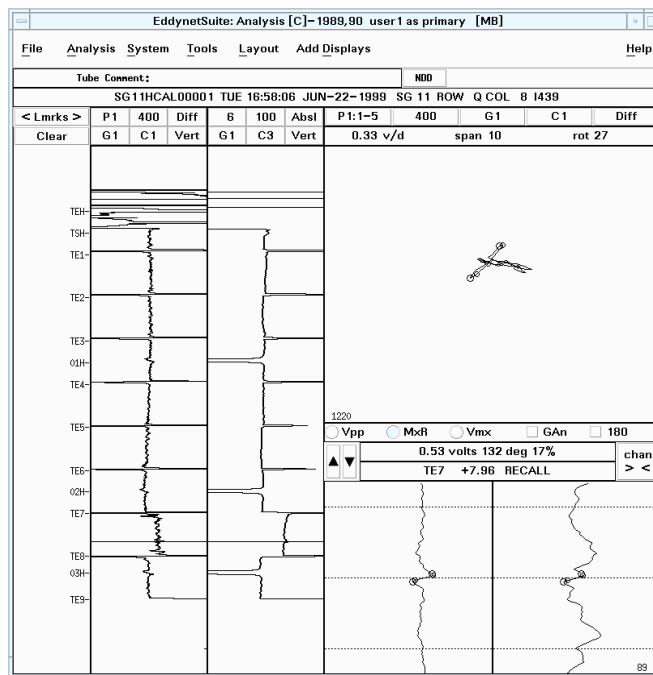 EddynetSuite: Analysis [C]-1989,90 user1 as primary [MB]
File Analysis System Tools Layout Add Displays Help
Tube Comment: NDD
SG11HCAL00001 TUE 16:58:06 JUN-22-1999 SG 11 ROW Q COL 8 I439
< Lmrks > P1 400 Diff 6 100 Absl P1:1-5 400 G1 C1 Diff
Clear G1 C1 Vert G1 C3 Vert 0.33 v/d span 10 rot 27
TEH
TSH
TE1
TE2
TE3
01H
TE4
TE5
TE6
02H
TE7
TE8
03H
TE9
1220
Vpp MxR Vmx GAn 180
0.53 volts 132 deg 17% chan
TE7 +7.96 RECALL > <
89